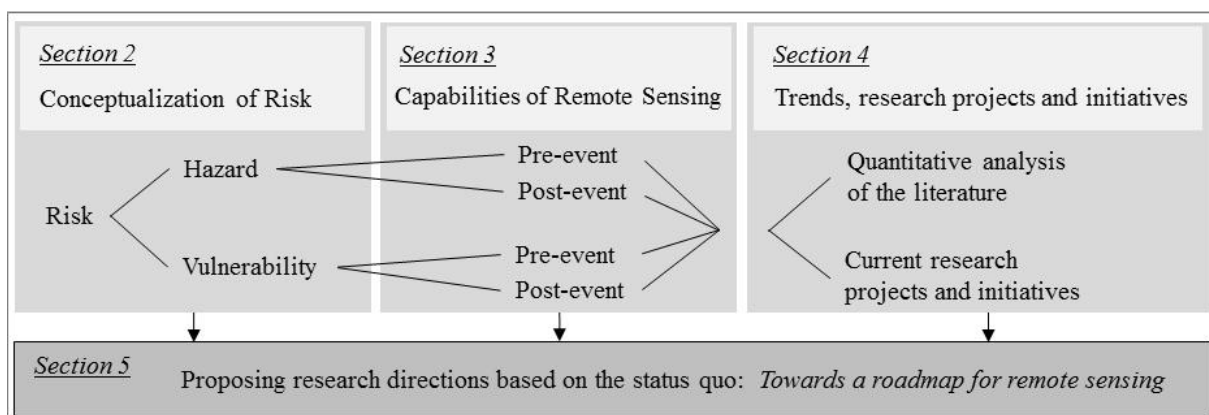 Section 2
Conceptualization of Risk
Risk
Hazard
Vulnerability
Section 3
Capabilities of Remote Sensing
Pre-event
Post-event
Pre-event
Post-event
Section 4
Trends, research projects and initiatives
Quantitative analysis
of the literature
Current research
projects and initiatives
Section 5
Proposing research directions based on the status quo: Towards a roadmap for remote sensing